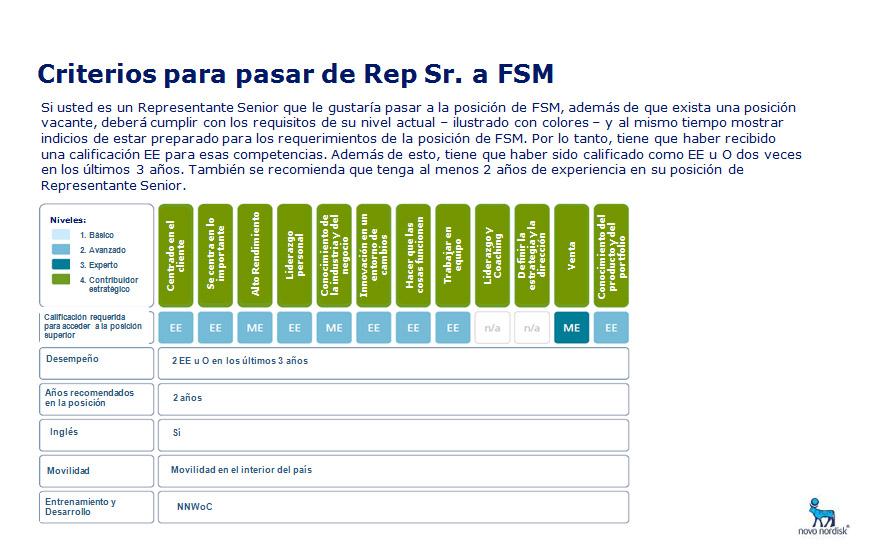 Criterios para pasar de Rep Sr. a FSM
Si usted es un Representante Senior que le gustaría pasar a la posición de FSM, además de que exista una posición
vacante, deberá cumplir con los requisitos de su nivel actual – ilustrado con colores – y al mismo tiempo mostrar
indicios de estar preparado para los requerimientos de la posición de FSM. Por lo tanto, tiene que haber recibido
una calificación EE para esas competencias. Además de esto, tiene que haber sido calificado como EE u O dos veces
en los últimos 3 años. También se recomienda que tenga al menos 2 años de experiencia en su posición de
Representante Senior.
Niveles:
1. Básico
2. Avanzado
3. Experto
4. Contribuidor
estratégico
Centrado en el
cliente
Se centra en lo
importante
Alto Rendimiento
Liderazgo
personal
Conocimiento de
la industria y del
negocio
Innovación en un
entorno de
cambios
Hacer que las
cosas funcionen
Trabajar en
equipo
Liderazgo y
Coaching
Definir la
estrategia y la
dirección
Venta
Conocimiento del
producto y del
portfolio
Calificación requerida
para acceder a la posición
superior
EE EE ME EE ME EE EE EE n/a n/a ME EE
Desempeño
2 EE u O en los últimos 3 años
Años recomendados
en la posición
2 años
Inglés
Sí
Movilidad
Movilidad en el interior del país
Entrenamiento y
Desarrollo
NNWoC
novo nordisk®